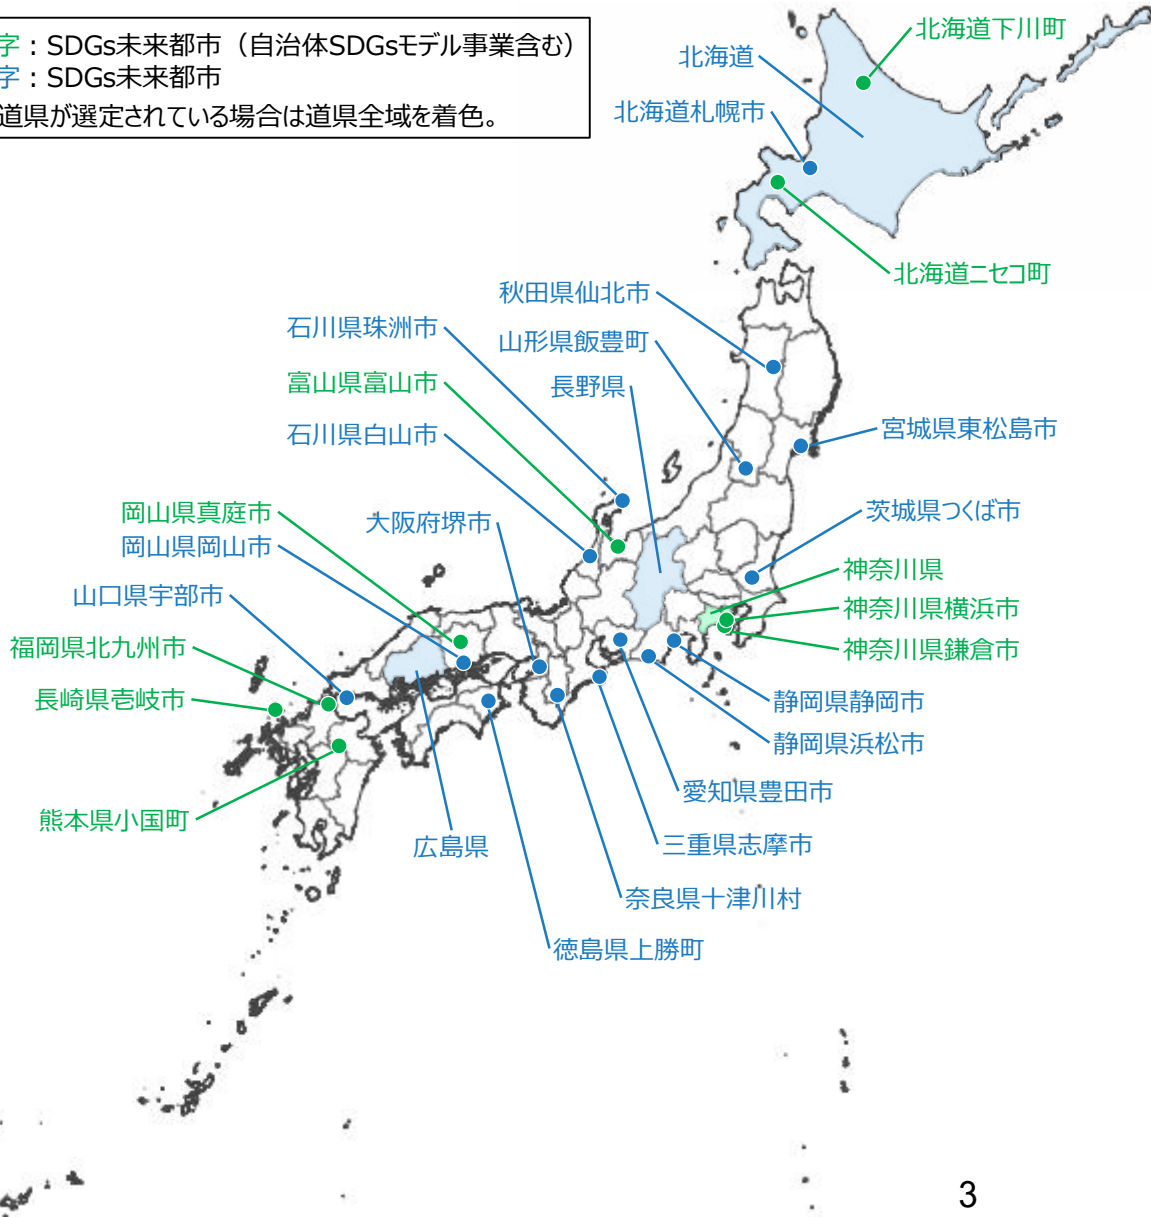 字：SDGs未来都市（自治体SDGsモデル事業含む）
字：SDGs未来都市
道県が選定されている場合は道県全域を着色。
北海道下川町
北海道
北海道札幌市
北海道ニセコ町
秋田県仙北市
石川県珠洲市
山形県飯豊町
富山県富山市
長野県
石川県白山市
宮城県東松島市
岡山県真庭市
大阪府堺市
茨城県つくば市
岡山県岡山市
神奈川県
山口県宇部市
神奈川県横浜市
福岡県北九州市
神奈川県鎌倉市
長崎県壱岐市
静岡県静岡市
静岡県浜松市
愛知県豊田市
熊本県小国町
広島県
三重県志摩市
奈良県十津川村
徳島県上勝町
3